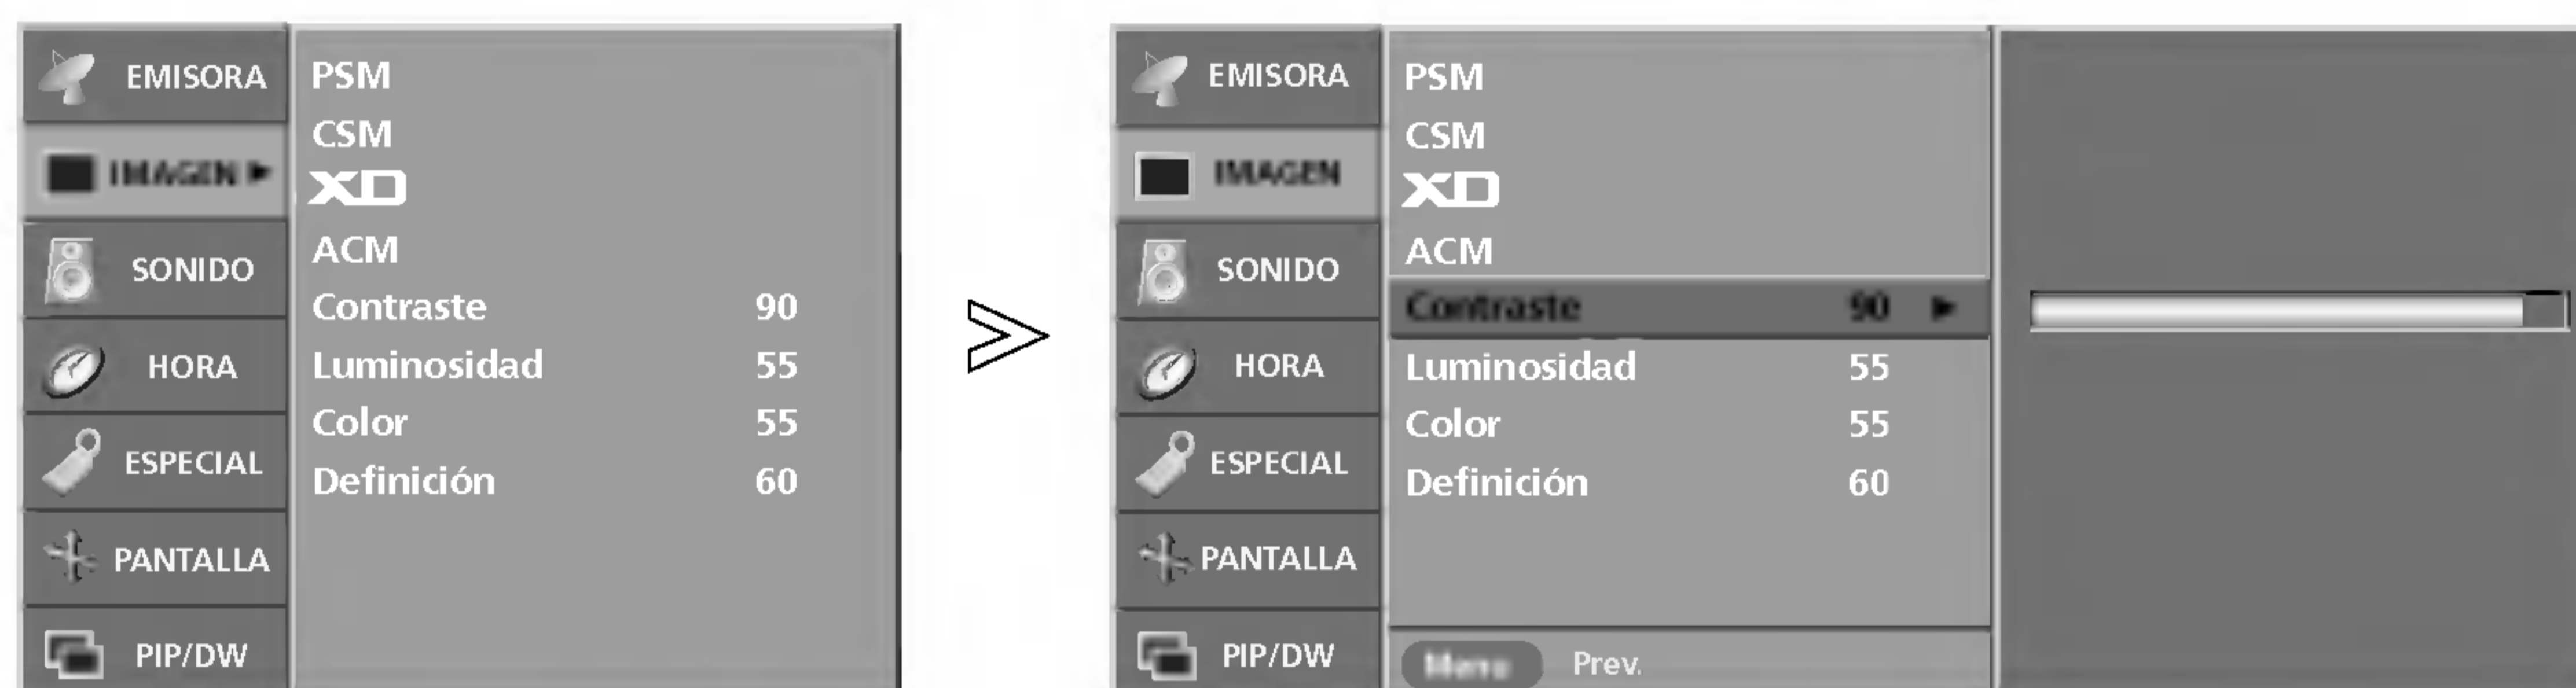 EMISORA
IMAGEN ►
SONIDO
HORA
ESPECIAL
PANTALLA
PIP/DW
PSM
CSM
XD
ACM
Contraste 90
Luminosidad 55
Color 55
Definición 60
EMISORA
IMAGEN
SONIDO
HORA
ESPECIAL
PANTALLA
PIP/DW
PSM
CSM
XD
ACM
Contraste 90 ►
Luminosidad 55
Color 55
Definición 60
Menu Prev.